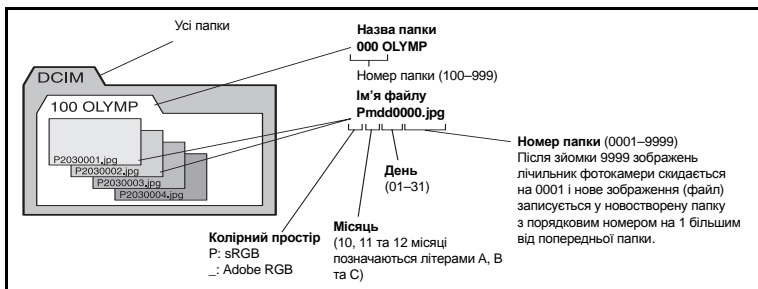 Усі папки
DCIM
100 OLYMP
P2030001.jpg
P2030002.jpg
P2030003.jpg
P2030004.jpg
Назва папки
000 OLYMP
Номер папки (100–999)
Ім’я файлу
Pmdd0000.jpg
Колірний простір
P: sRGB
_: Adobe RGB
Місяць
(10, 11 та 12 місяці
позначаються літерами A, B
та C)
День
(01–31)
Номер папки (0001–9999)
Після зйомки 9999 зображень
лічильник фотокамери скидається
на 0001 і нове зображення (файл)
записується у новостворену папку
з порядковим номером на 1 більшим
від попередньої папки.